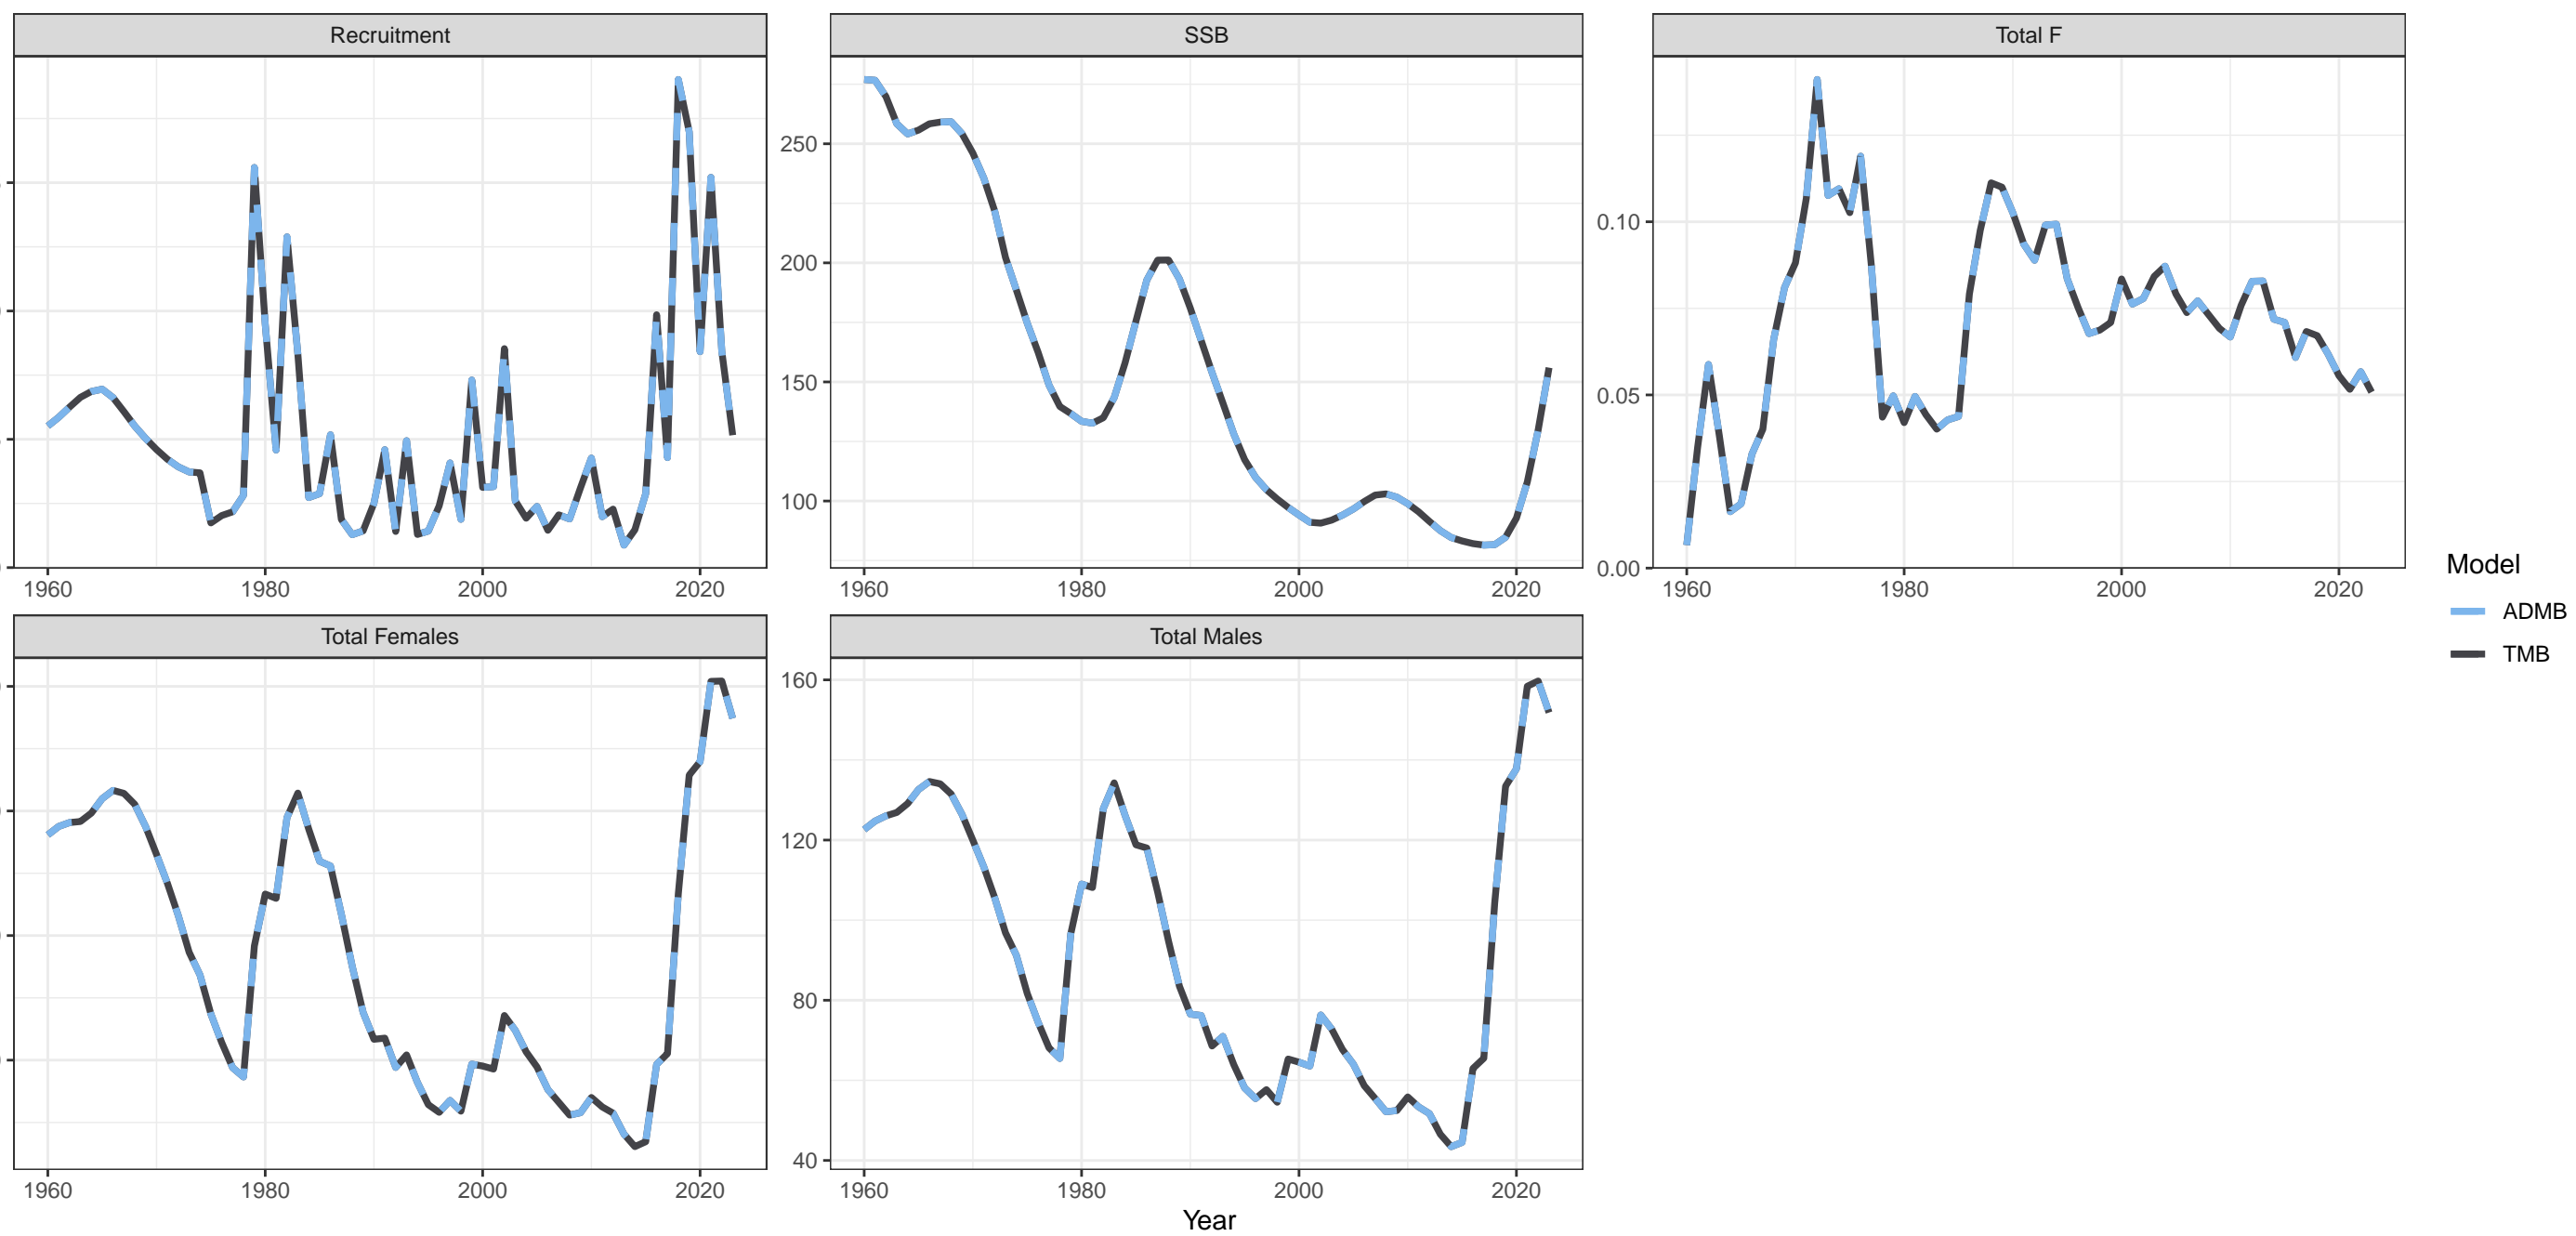 Recruitment SSB Total F
250
200
150
100
0.10
0.05
0.00
1960 1980 2000 2020 1960 1980 2000 2020 1960 1980 2000 2020
Model
ADMB
TMB
Total Females Total Males
160
120
80
40
1960 1980 2000 2020 1960 1980 2000 2020
Year